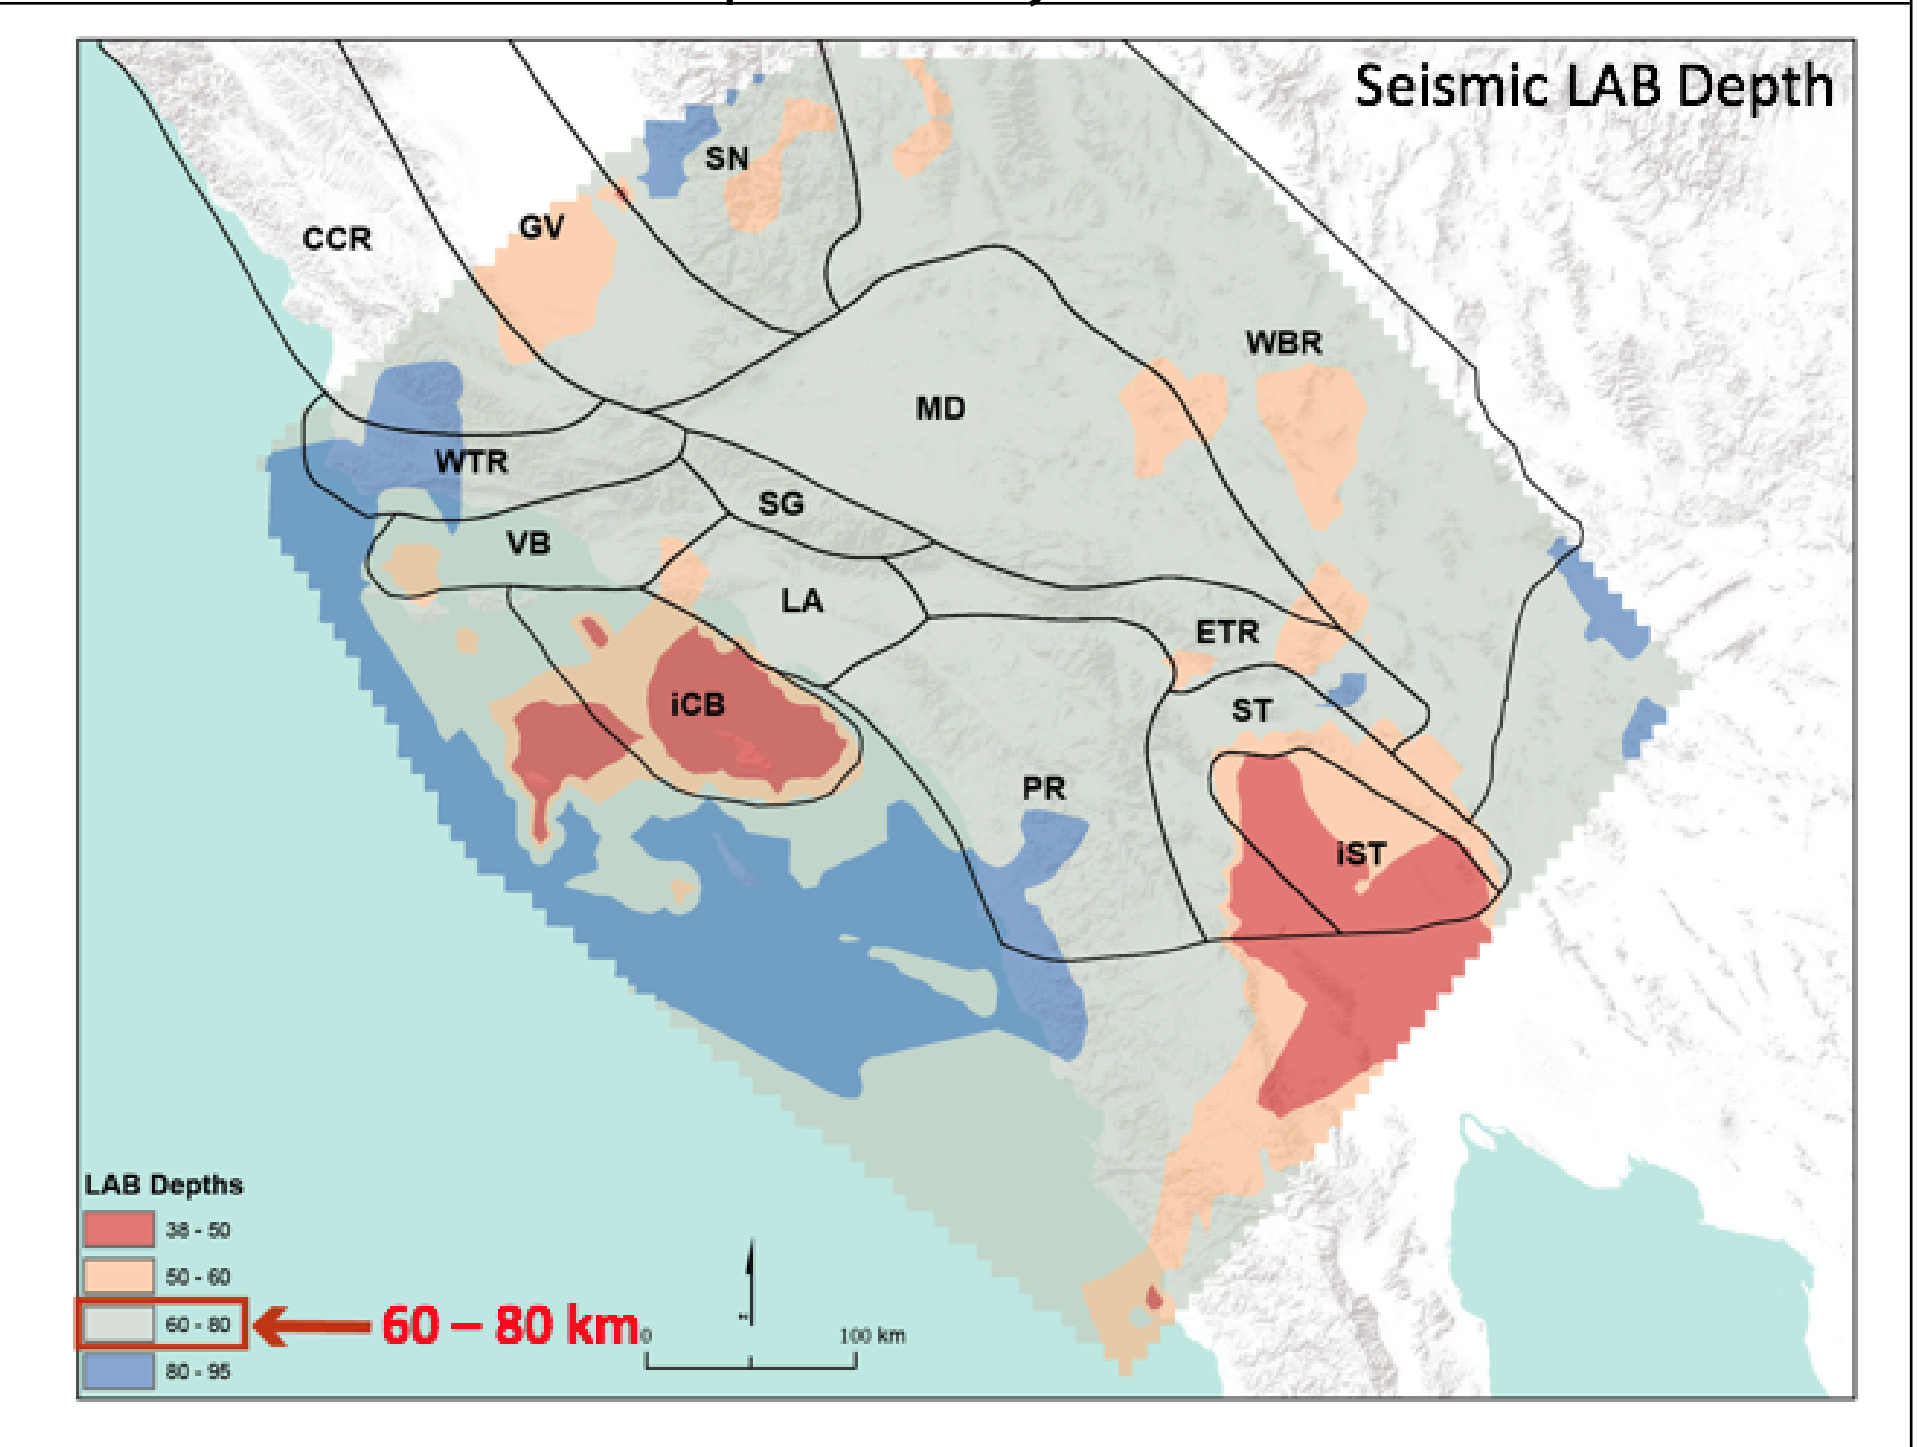 Seismic LAB Depth
SN
GV
CCR
WBR
MD
WTR
SG
VB
LA
ETR
iCB
ST
PR
iST
LAB Depths
38 - 50
50 - 60
60 - 80
60 – 80 km
80 - 95
0 100 km